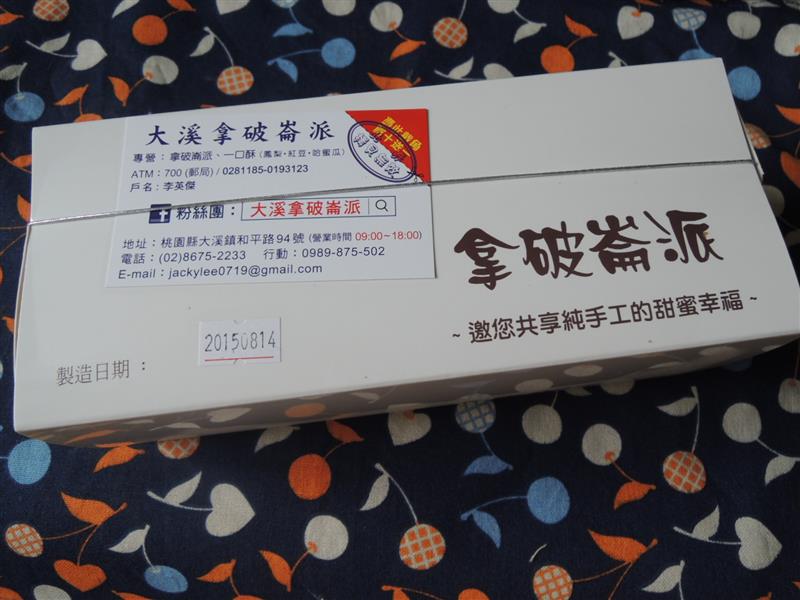 大溪拿破崙派
專營：拿破崙派、一口酥（鳳梨•紅豆•哈蜜瓜）
ATM：700 (郵局) / 0281185-0193123
戶名：李英傑
f 粉絲團：大溪拿破崙派
地址：桃園縣大溪鎮和平路94號 (營業時間 09:00~18:00)
電話：(02)8675-2233 行動：0989-875-502
E-mail：jackylee0719@gmail.com
拿破崙派
~ 邀您共享純手工的甜蜜幸福 ~
製造日期：
20150814